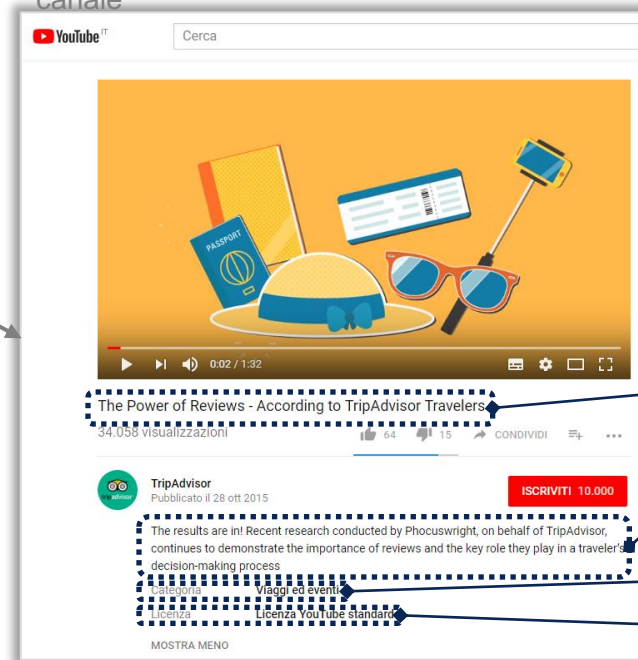 canale
YouTube IT
Cerca
PASSPORT
0:02 / 1:32
The Power of Reviews - According to TripAdvisor Travelers
34.058 visualizzazioni
64 15 CONDIVIDI
TripAdvisor
Pubblicato il 28 ott 2015
ISCRIVITI 10.000
tripadvisor
The results are in! Recent research conducted by Phocuswright, on behalf of TripAdvisor,
continues to demonstrate the importance of reviews and the key role they play in a traveler's
decision-making process
Categoria Viaggi ed eventi
Licenza Licenza YouTube standard
MOSTRA MENO